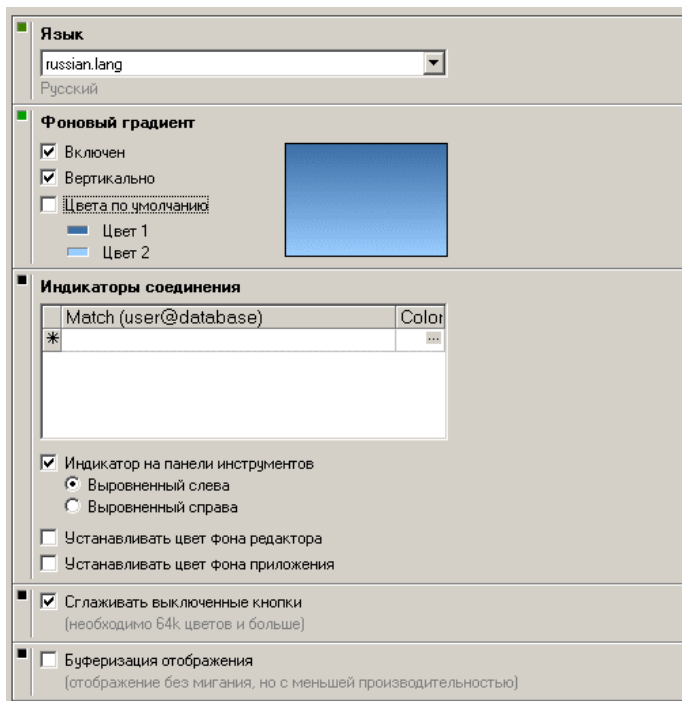 Язык
russian.lang
Русский
Фоновый градиент
Включен
Вертикально
Цвета по умолчанию
Цвет 1
Цвет 2
Индикаторы соединения
Match (user@database) Color
Индикатор на панели инструментов
Выровненный слева
Выровненный справа
Устанавливать цвет фона редактора
Устанавливать цвет фона приложения
Сглаживать выключенные кнопки
(необходимо 64k цветов и больше)
Буферизация отображения
(отображение без мигания, но с меньшей производительностью)